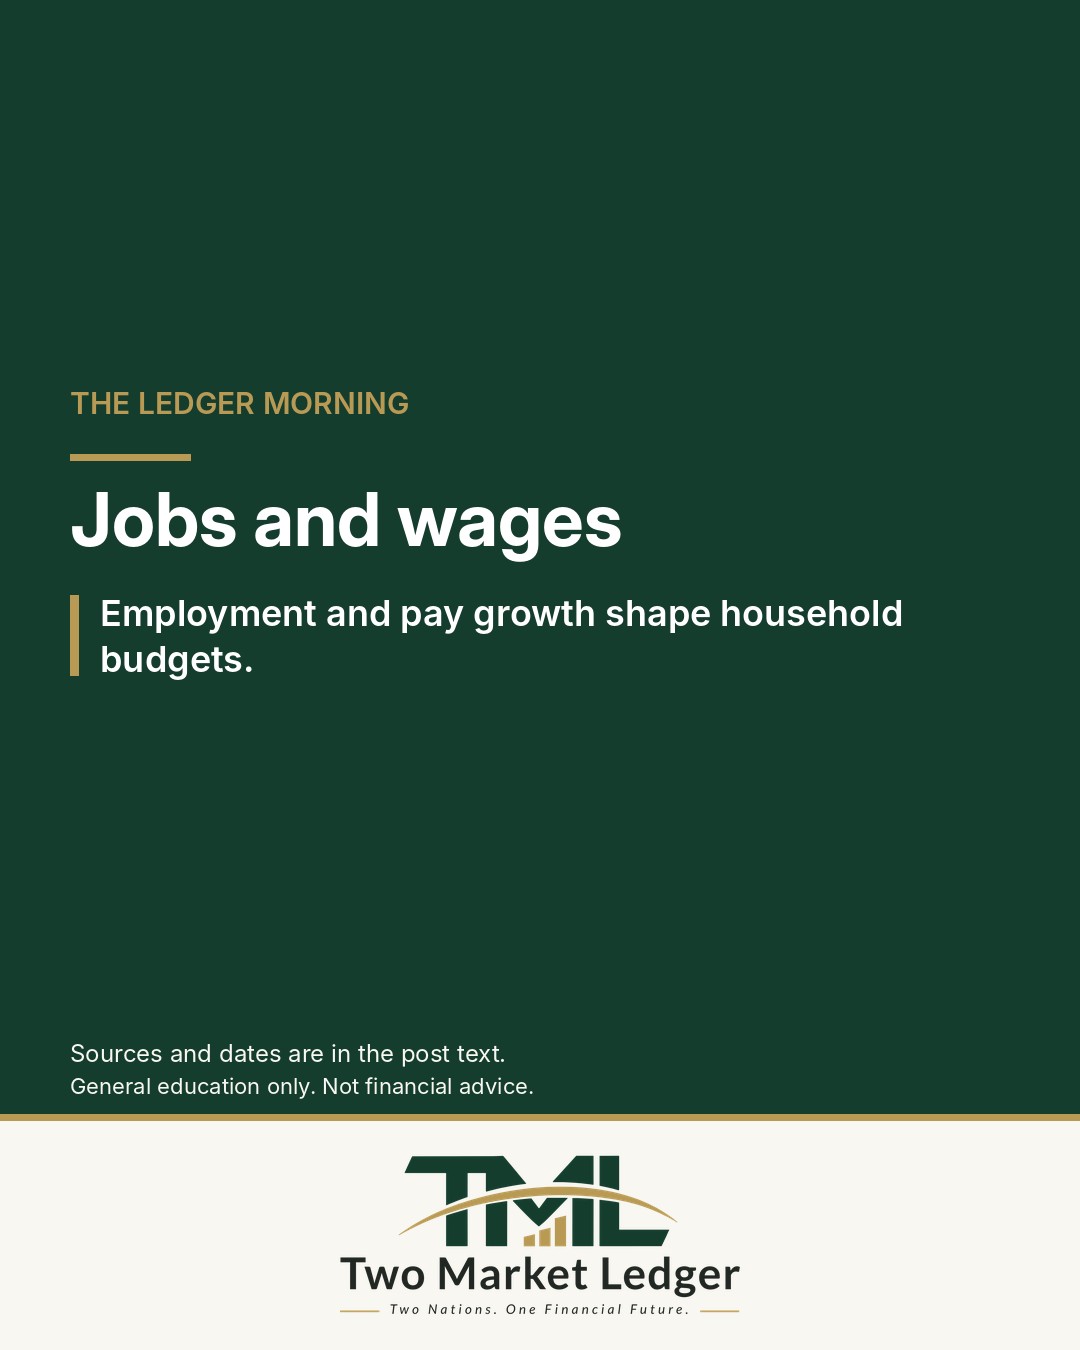 THE LEDGER MORNING
Jobs and wages
Employment and pay growth shape household
budgets.
Sources and dates are in the post text.
General education only. Not financial advice.
TML
Two Market Ledger
Two Nations. One Financial Future.